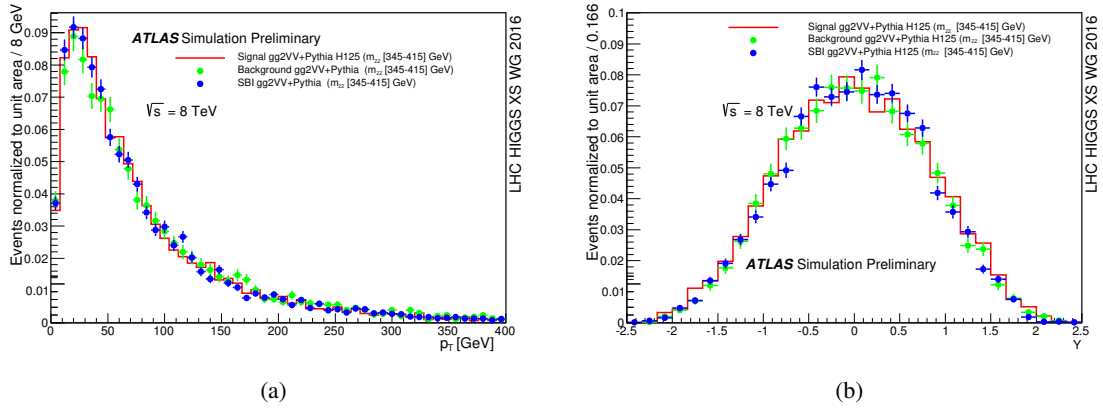 ATLAS Simulation Preliminary
Signal gg2VV+Pythia H125 (mzz [345-415] GeV)
Background gg2VV+Pythia (mzz [345-415] GeV)
SBI gg2VV+Pythia (mzz [345-415] GeV)
√s = 8 TeV
Events normalized to unit area / 8 GeV
0.09
0.08
0.07
0.06
0.05
0.04
0.03
0.02
0.01
0
0 50 100 150 200 250 300 350 400
pT [GeV]
LHC HIGGS XS WG 2016
(a)
Signal gg2VV+Pythia H125 (mzz [345-415] GeV)
Background gg2VV+Pythia H125 (mzz [345-415] GeV)
SBI gg2VV+Pythia H125 (mzz [345-415] GeV)
√s = 8 TeV
ATLAS Simulation Preliminary
Events normalized to unit area / 0.166
0.1
0.09
0.08
0.07
0.06
0.05
0.04
0.03
0.02
0.01
0
-2.5 -2 -1.5 -1 -0.5 0 0.5 1 1.5 2 2.5
Y
LHC HIGGS XS WG 2016
(b)